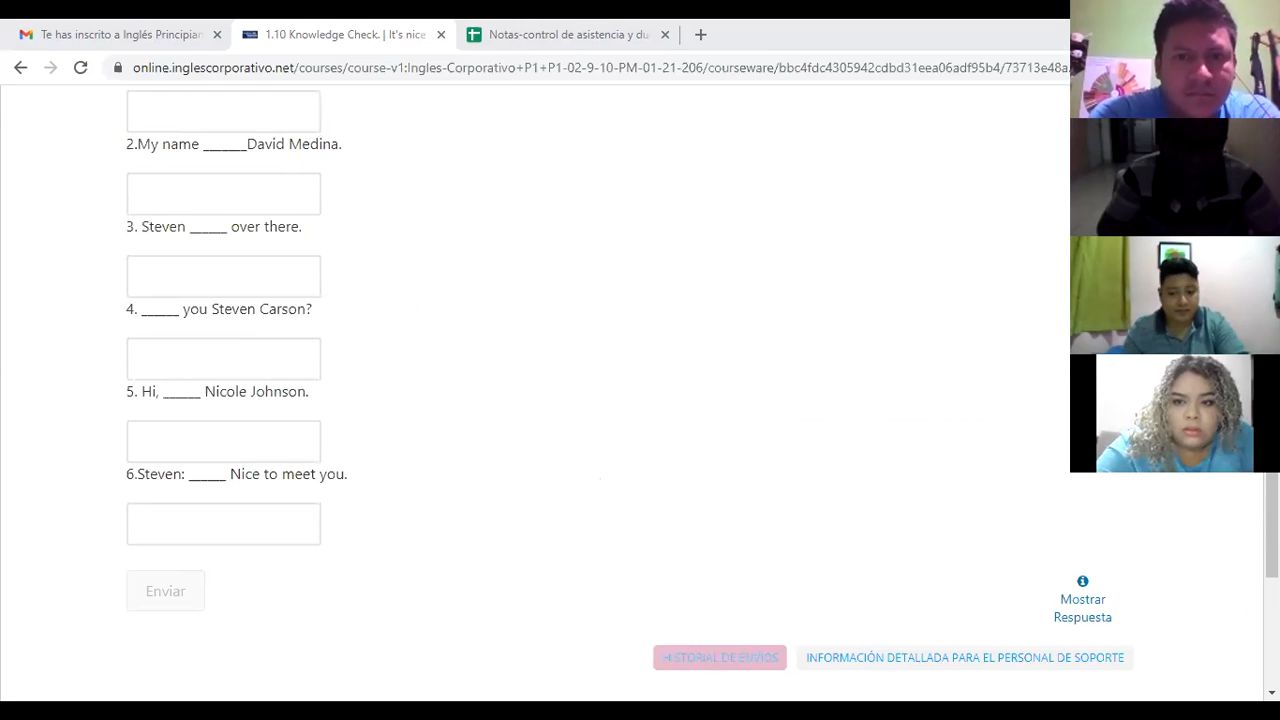 Te has inscrito a Inglés Principian
1.10 Knowledge Check. | It's nice
Notas-control de asistencia y du
online.inglescorporativo.net/courses/course-v1:Ingles-Corporativo+P1+P1-02-9-10-PM-01-21-206/courseware/bbc4fdc4305942cdbd31eea06adf95b4/73713e48a
2.My name ______David Medina.
3. Steven _____ over there.
4. _____ you Steven Carson?
5. Hi, _____ Nicole Johnson.
6.Steven: _____ Nice to meet you.
Enviar
Mostrar
Respuesta
HISTORIAL DE ENVÍOS
INFORMACIÓN DETALLADA PARA EL PERSONAL DE SOPORTE